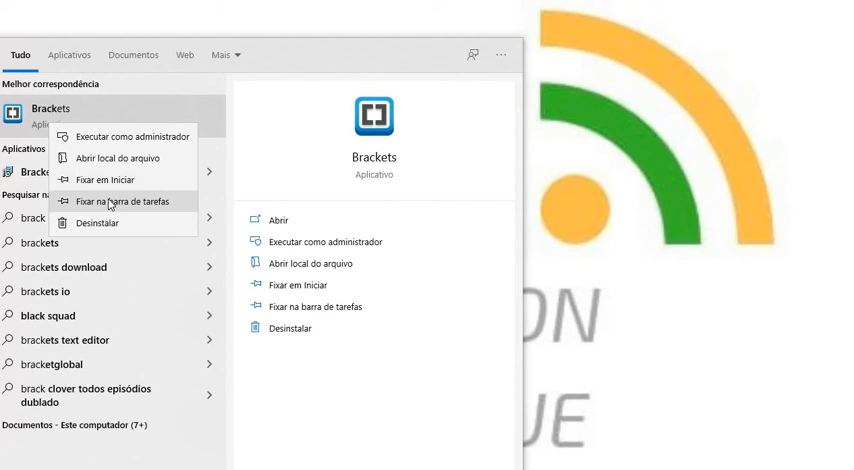 Tudo
Aplicativos
Documentos
Web
Mais
Melhor correspondência
Brackets
Executar como administrador
Abrir local do arquivo
Fixar em Iniciar
Fixar na barra de tarefas
Desinstalar
Aplicativos
Pesquisar na
brack
brackets
brackets download
brackets io
black squad
brackets text editor
bracketglobal
brack clover todos episódios
dublado
Documentos - Este computador (7+)
Brackets
Aplicativo
Abrir
Executar como administrador
Abrir local do arquivo
Fixar em Iniciar
Fixar na barra de tarefas
Desinstalar
ON
UE